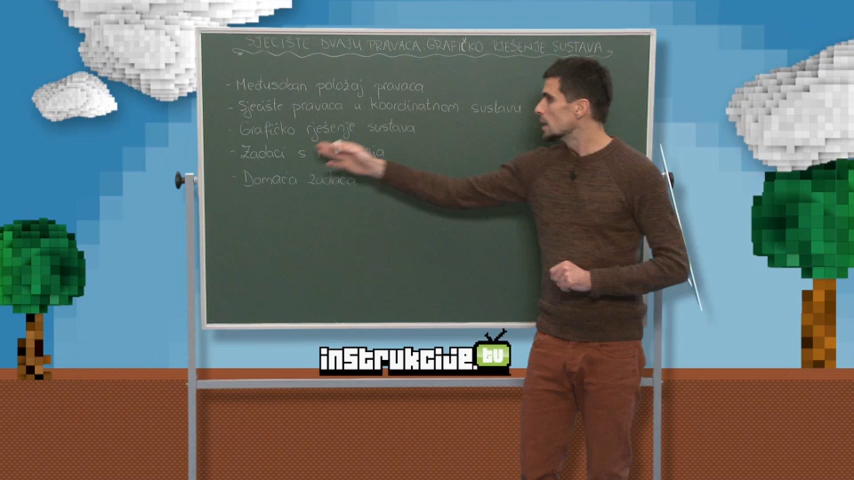 SJECIŠTE DVAJU PRAVACA GRAFIČKO RJEŠENJE SUSTAVA
- Međusoban položaj pravaca
- Sjecište pravaca u koordinatnom sustavu
- Grafičko rješenje sustava
- Zadaci s
- Domaća zadaća
instrukcije.tv